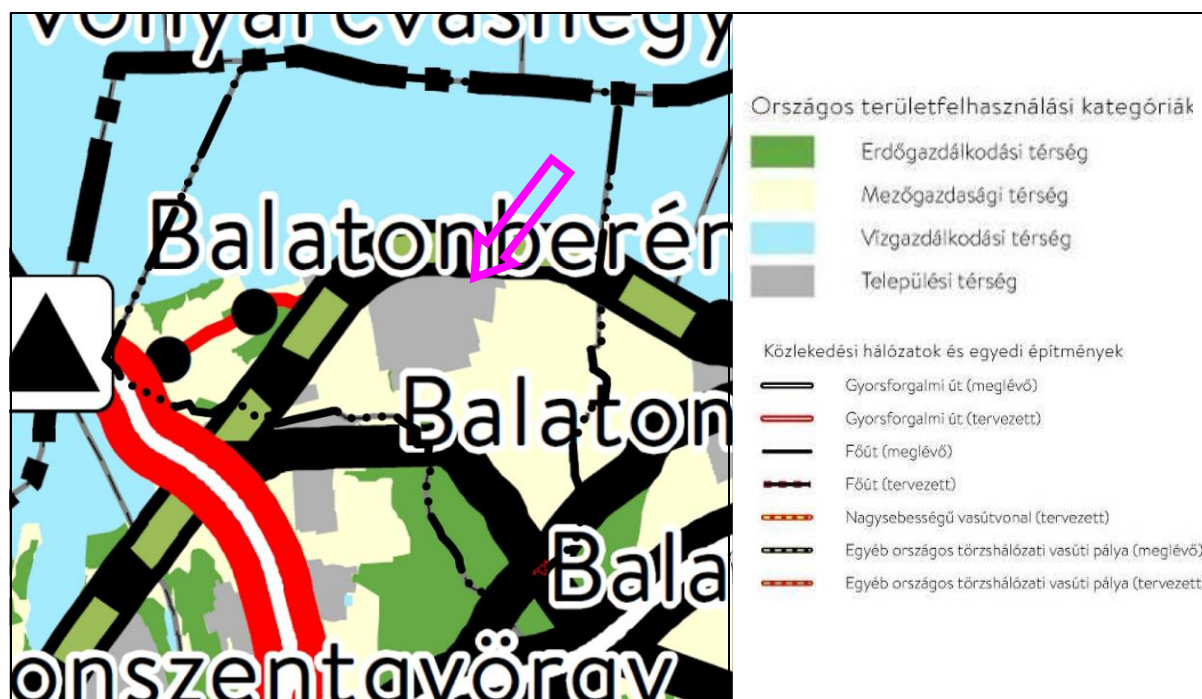 Vonyarcvashegy
Balatonberén
Balaton
Bala
onszentgyörgy
Országos területfelhasználási kategóriák
Erdőgazdálkodási térség
Mezőgazdasági térség
Vízgazdálkodási térség
Települési térség
Közlekedési hálózatok és egyedi építmények
Gyorsforgalmi út (meglévő)
Gyorsforgalmi út (tervezett)
Főút (meglévő)
Főút (tervezett)
Nagysebességű vasútvonal (tervezett)
Egyéb országos törzshálózati vasúti pálya (meglévő)
Egyéb országos törzshálózati vasúti pálya (tervezett